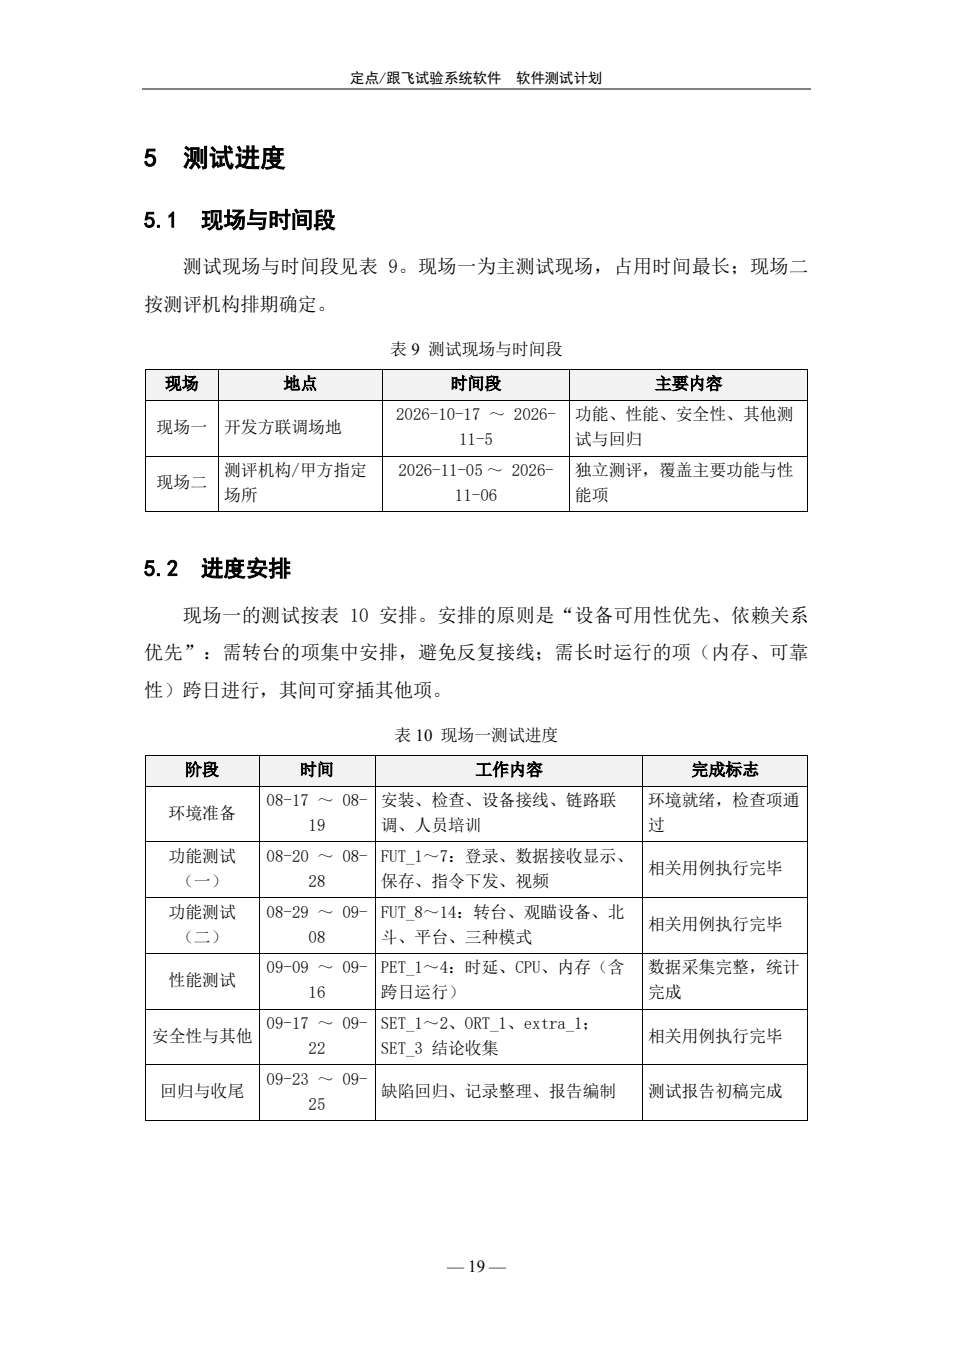 定点/跟飞试验系统软件 软件测试计划
5 测试进度
5.1 现场与时间段
测试现场与时间段见表 9。现场一为主测试现场，占用时间最长；现场二
按测评机构排期确定。
表 9 测试现场与时间段
现场 地点 时间段 主要内容
现场一 开发方联调场地 2026-10-17 ～ 2026-11-5 功能、性能、安全性、其他测试与回归
现场二 测评机构/甲方指定场所 2026-11-05～ 2026-11-06 独立测评，覆盖主要功能与性能项
5.2 进度安排
现场一的测试按表 10 安排。安排的原则是“设备可用性优先、依赖关系
优先”：需转台的项集中安排，避免反复接线；需长时运行的项（内存、可靠
性）跨日进行，其间可穿插其他项。
表 10 现场一测试进度
阶段 时间 工作内容 完成标志
环境准备 08-17 ～ 08-19 安装、检查、设备接线、链路联调、人员培训 环境就绪，检查项通过
功能测试（一） 08-20 ～ 08-28 FUT_1～7：登录、数据接收显示、保存、指令下发、视频 相关用例执行完毕
功能测试（二） 08-29 ～ 09-08 FUT_8～14：转台、观瞄设备、北斗、平台、三种模式 相关用例执行完毕
性能测试 09-09 ～ 09-16 PET_1～4：时延、CPU、内存（含跨日运行） 数据采集完整，统计完成
安全性与其他 09-17 ～ 09-22 SET_1～2、ORT_1、extra_1；SET_3 结论收集 相关用例执行完毕
回归与收尾 09-23 ～ 09-25 缺陷回归、记录整理、报告编制 测试报告初稿完成
— 19 —